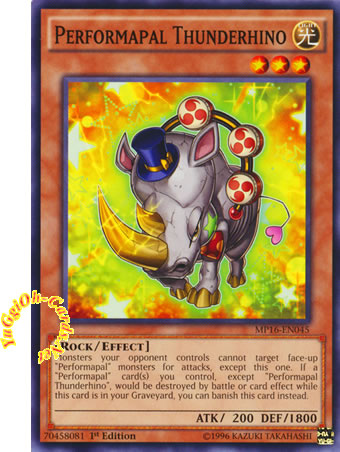 PERFORMAPAL THUNDERHINO
光
MP16-EN045
[ROCK/EFFECT]
Monsters your opponent controls cannot target face-up
"Performapal" monsters for attacks, except this one. If a
"Performapal" card(s) you control, except "Performapal
Thunderhino", would be destroyed by battle or card effect while
this card is in your Graveyard, you can banish this card instead.
ATK/ 200 DEF/1800
70458081 1st Edition ©1996 KAZUKI TAKAHASHI